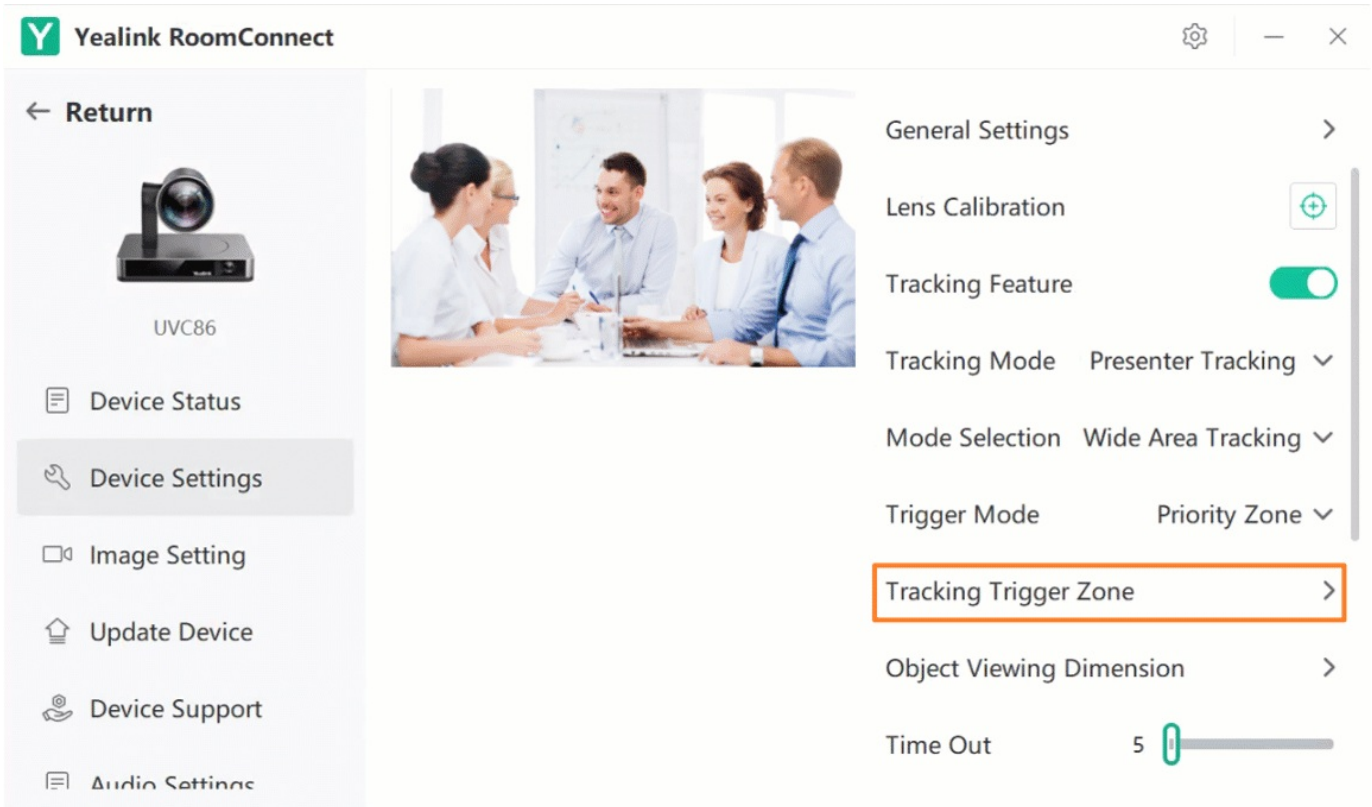 Yealink RoomConnect
Return
UVC86
Device Status
Device Settings
Image Setting
Update Device
Device Support
Audio Settings
General Settings
Lens Calibration
Tracking Feature
Tracking Mode Presenter Tracking
Mode Selection Wide Area Tracking
Trigger Mode Priority Zone
Tracking Trigger Zone
Object Viewing Dimension
Time Out 5